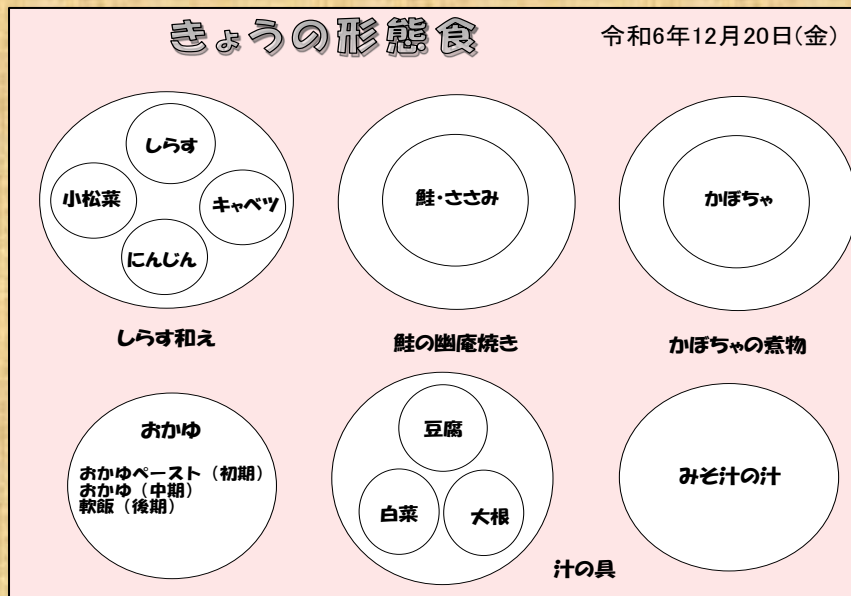 きょうの形態食
令和6年12月20日(金)
しらす
小松菜
キャベツ
にんじん
しらす和え
鮭・ささみ
鮭の幽庵焼き
かぼちゃ
かぼちゃの煮物
おかゆ
おかゆペースト（初期）
おかゆ（中期）
軟飯（後期）
豆腐
白菜
大根
汁の具
みそ汁の汁